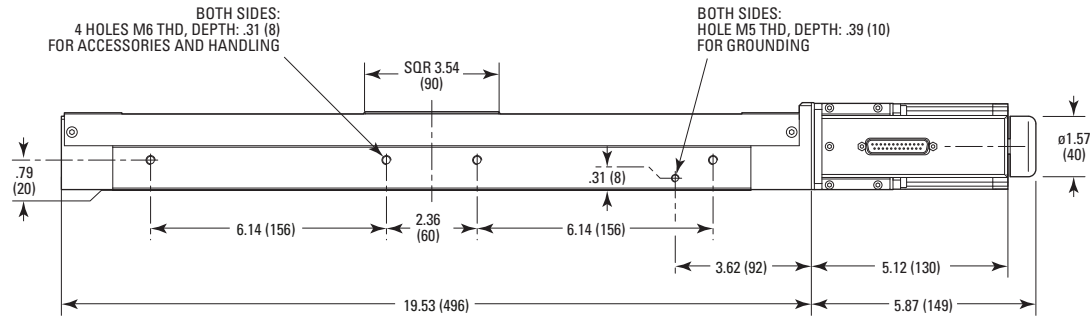 BOTH SIDES:
4 HOLES M6 THD, DEPTH: .31 (8)
FOR ACCESSORIES AND HANDLING
BOTH SIDES:
HOLE M5 THD, DEPTH: .39 (10)
FOR GROUNDING
SQR 3.54
(90)
ø1.57
(40)
.79
(20)
.31 (8)
6.14 (156)
2.36
(60)
6.14 (156)
3.62 (92)
5.12 (130)
19.53 (496)
5.87 (149)